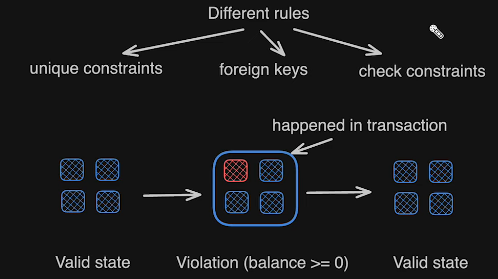 Different rules
unique constraints
foreign keys
check constraints
happened in transaction
Valid state
Violation (balance >= 0)
Valid state